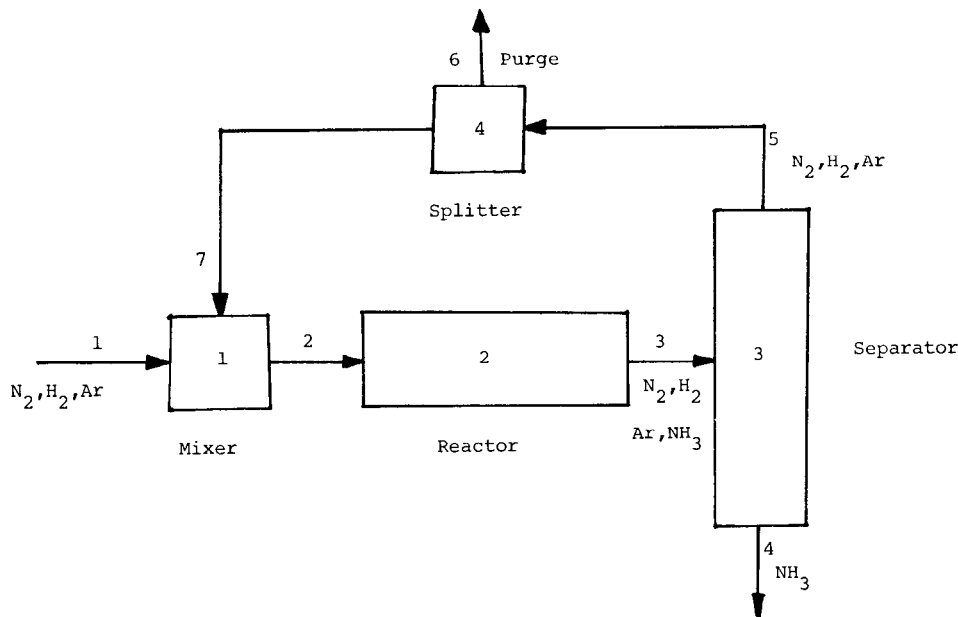 6 Purge
4
5
N₂,H₂,Ar
Splitter
7
1
2
3
1
2
3
Separator
N₂,H₂,Ar
N₂,H₂
Ar,NH₃
Mixer
Reactor
4
NH₃